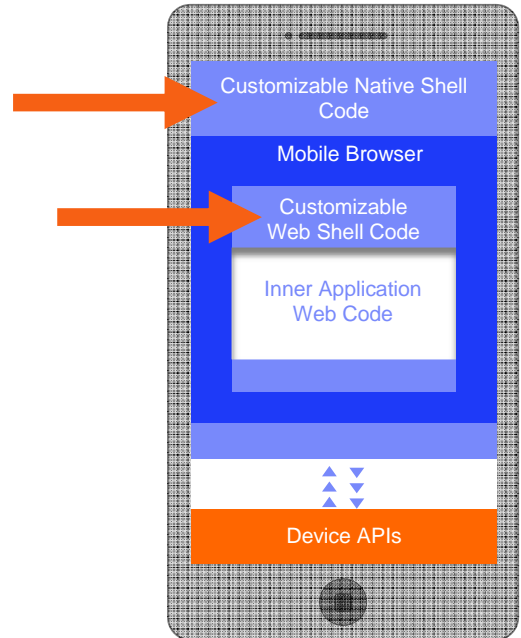 Customizable Native Shell
Code
Mobile Browser
Customizable
Web Shell Code
Inner Application
Web Code
Device APIs